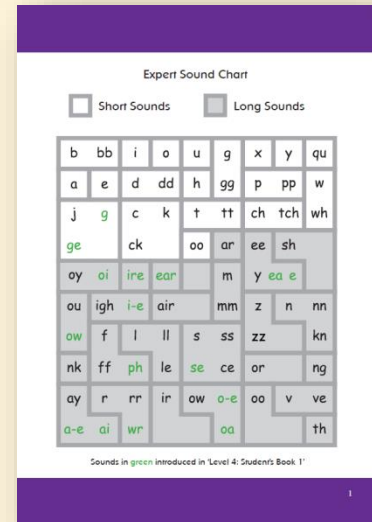 Expert Sound Chart
Short Sounds Long Sounds
b bb i o u g x y qu
a e d dd h gg p pp w
j g c k t tt ch tch wh
ge ck oo ar ee sh
oy oi ire ear m y ea e
ou igh i-e air mm z n nn
ow f l ll s ss zz kn
nk ff ph le se ce or ng
ay r rr ir ow o-e oo v ve
a-e ai wr oa th
Sounds in green introduced in 'Level 4: Student's Book 1'
1